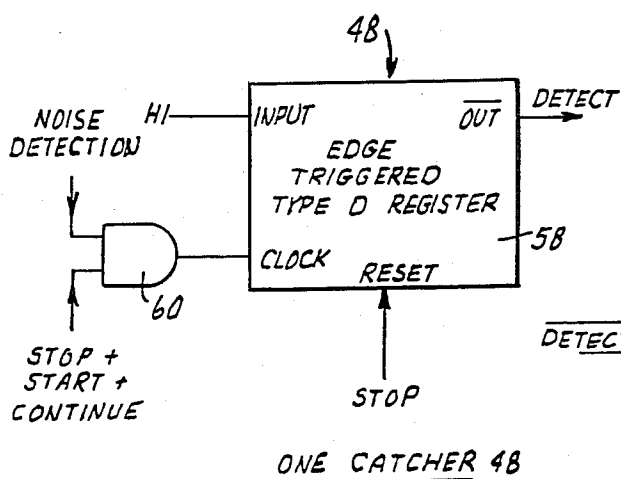 48
HI
INPUT
OUT
DETECT
NOISE
DETECTION
EDGE
TRIGGERED
TYPE D REGISTER
58
CLOCK
RESET
60
STOP +
START +
CONTINUE
STOP
DETEC
ONE CATCHER 48